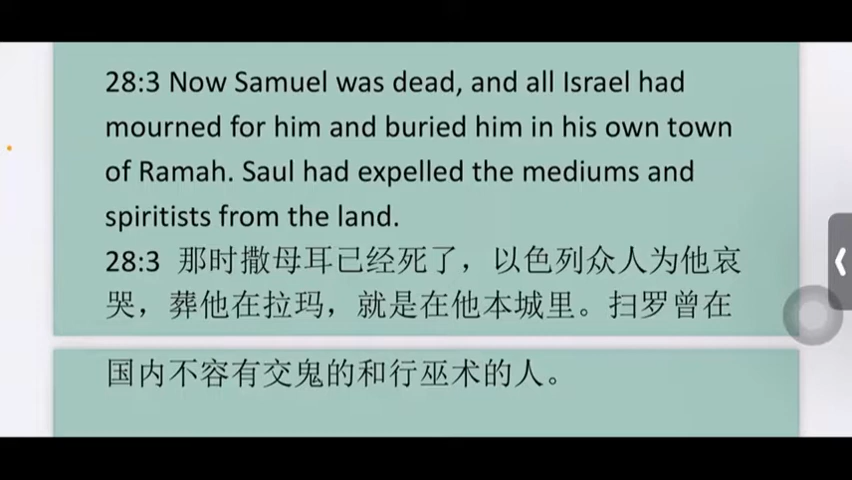 28:3 Now Samuel was dead, and all Israel had
mourned for him and buried him in his own town
of Ramah. Saul had expelled the mediums and
spiritists from the land.
28:3 那时撒母耳已经死了，以色列众人为他哀
哭，葬他在拉玛，就是在他本城里。扫罗曾在
国内不容有交鬼的和行巫术的人。